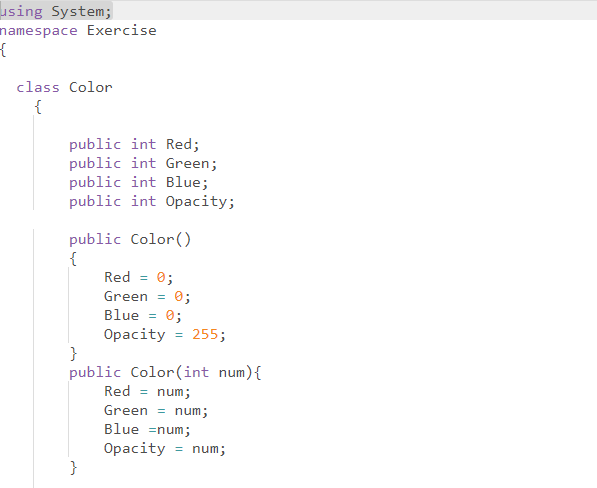 using System;
namespace Exercise
{
class Color
{
public int Red;
public int Green;
public int Blue;
public int Opacity;
public Color()
{
Red = 0;
Green = 0;
Blue = 0;
Opacity = 255;
}
public Color(int num){
Red = num;
Green = num;
Blue =num;
Opacity = num;
}